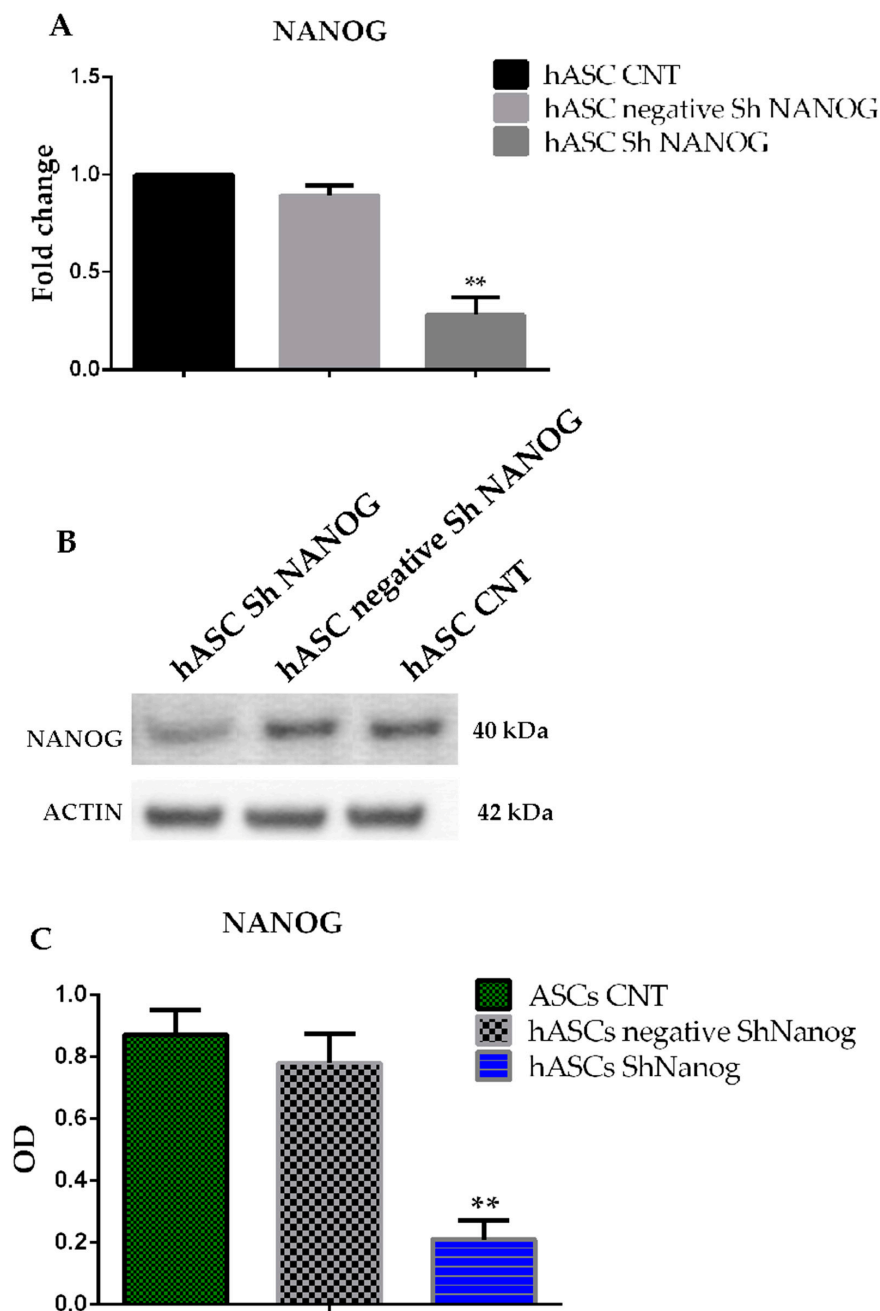 A
NANOG
hASC CNT
hASC negative Sh NANOG
hASC Sh NANOG
Fold change
1.5
1.0
0.5
0.0
**
B
hASC Sh NANOG
hASC negative Sh NANOG
hASC CNT
NANOG
40 kDa
ACTIN
42 kDa
C
NANOG
ASCs CNT
hASCs negative ShNanog
hASCs ShNanog
OD
1.0
0.8
0.6
0.4
0.2
0.0
**